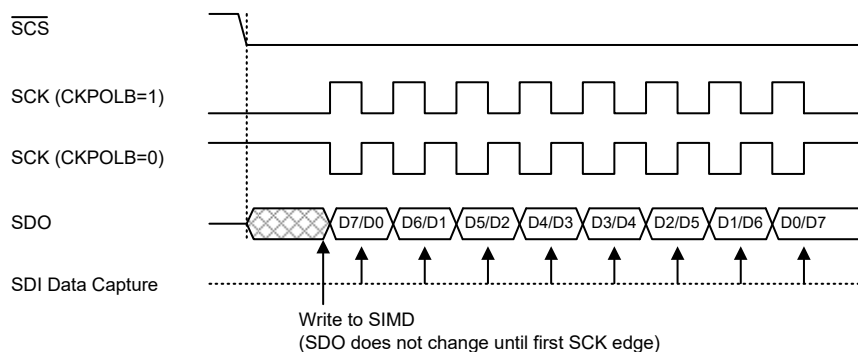 SCS
SCK (CKPOLB=1)
SCK (CKPOLB=0)
SDO
D7/D0 D6/D1 D5/D2 D4/D3 D3/D4 D2/D5 D1/D6 D0/D7
SDI Data Capture
Write to SIMD
(SDO does not change until first SCK edge)